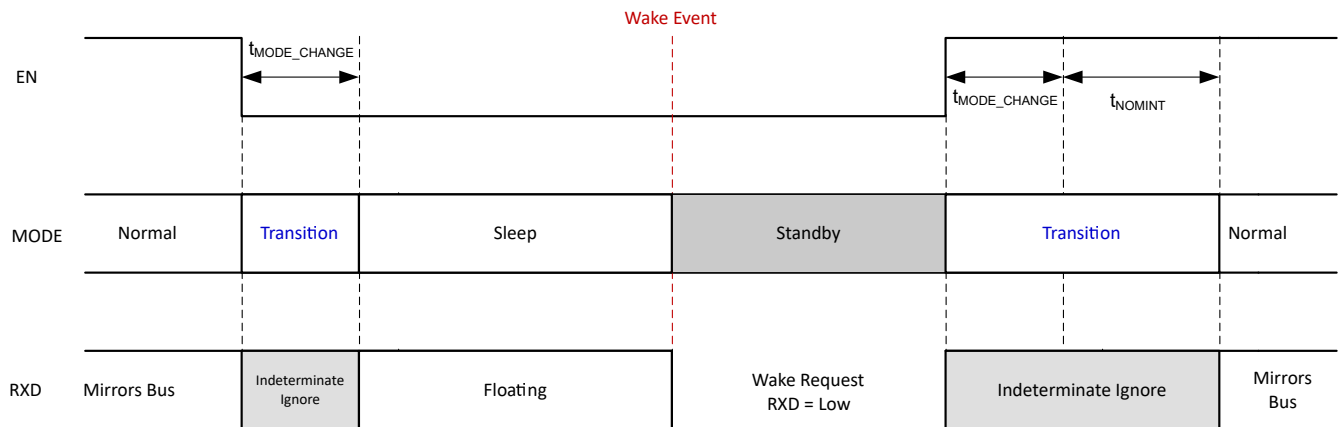 Wake Event
EN
tMODE_CHANGE
tMODE_CHANGE
tNOMINT
MODE
Normal
Transition
Sleep
Standby
Transition
Normal
RXD
Mirrors Bus
Indeterminate
Ignore
Floating
Wake Request
RXD = Low
Indeterminate Ignore
Mirrors
Bus